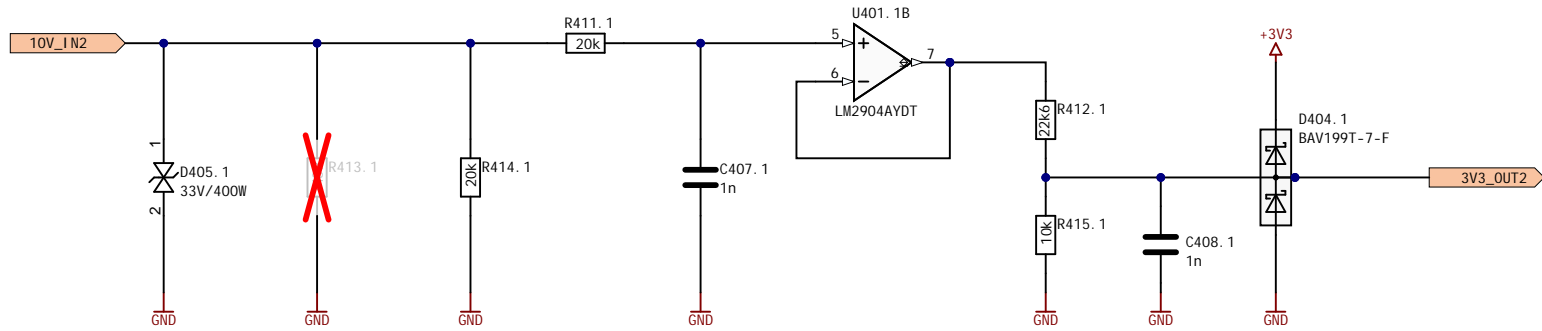 10V_IN2
R411.1
20k
U401.1B
5
6
7
LM2904AYDT
+3V3
R412.1
22k6
D404.1
BAV199T-7-F
1
D405.1
33V/400W
2
R413.1
R414.1
20k
C407.1
1n
3V3_OUT2
R415.1
10k
C408.1
1n
GND
GND
GND
GND
GND
GND
GND